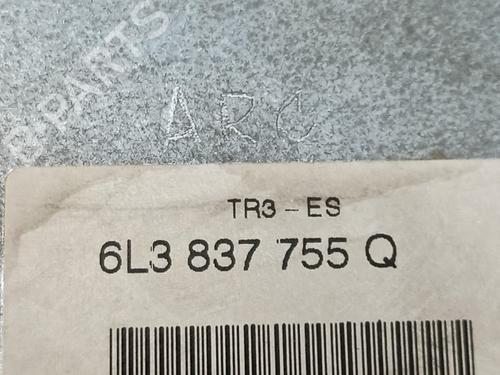 B-PARTS
ARC
TR3 - ES
6L3 837 755 Q